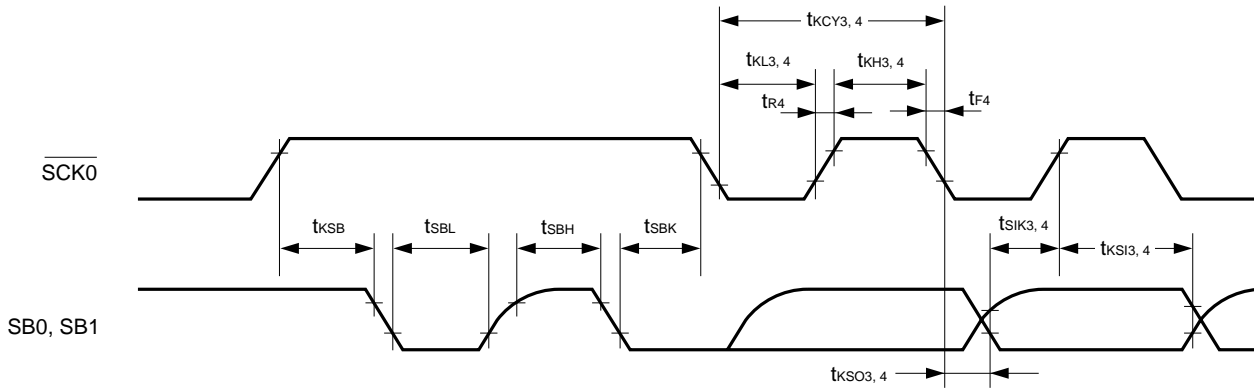 tKCY3, 4
tKL3, 4
tKH3, 4
tR4
tF4
SCK0
tKSB
tSBL
tSBH
tSBK
tSIK3, 4
tKSI3, 4
SB0, SB1
tKSO3, 4